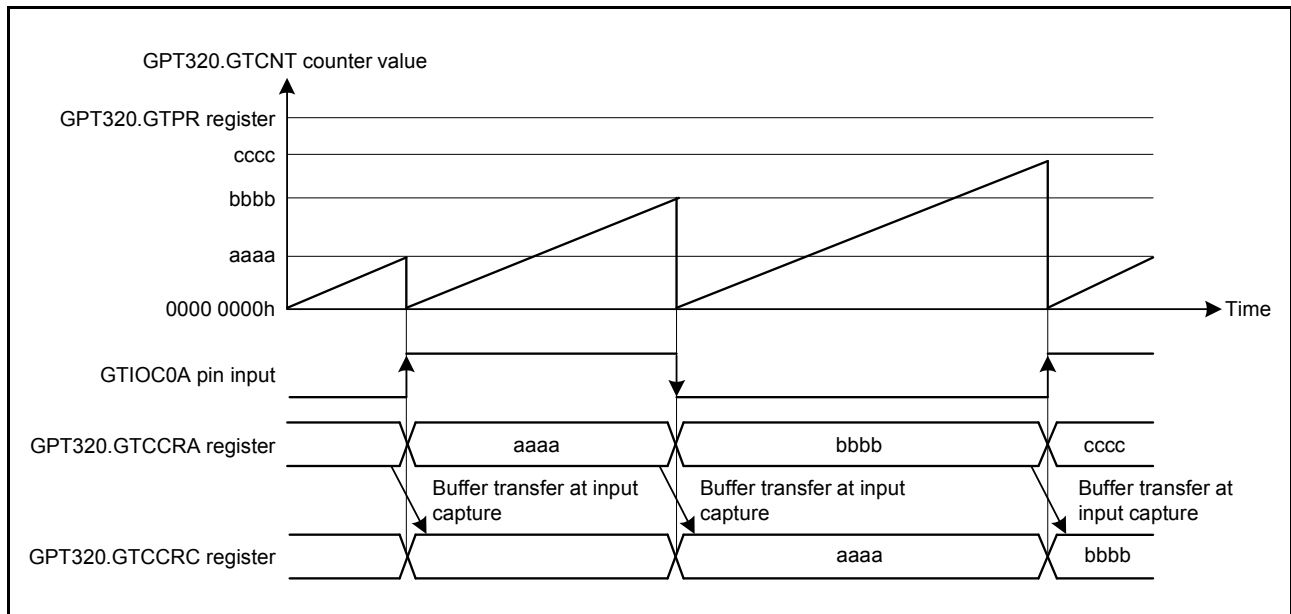 GPT320.GTCNT counter value
GPT320.GTPR register
cccc
bbbb
aaaa
0000 0000h
Time
GTIOC0A pin input
GPT320.GTCCRA register
aaaa
bbbb
cccc
Buffer transfer at input
capture
Buffer transfer at input
capture
Buffer transfer at
input capture
GPT320.GTCCRC register
aaaa
bbbb